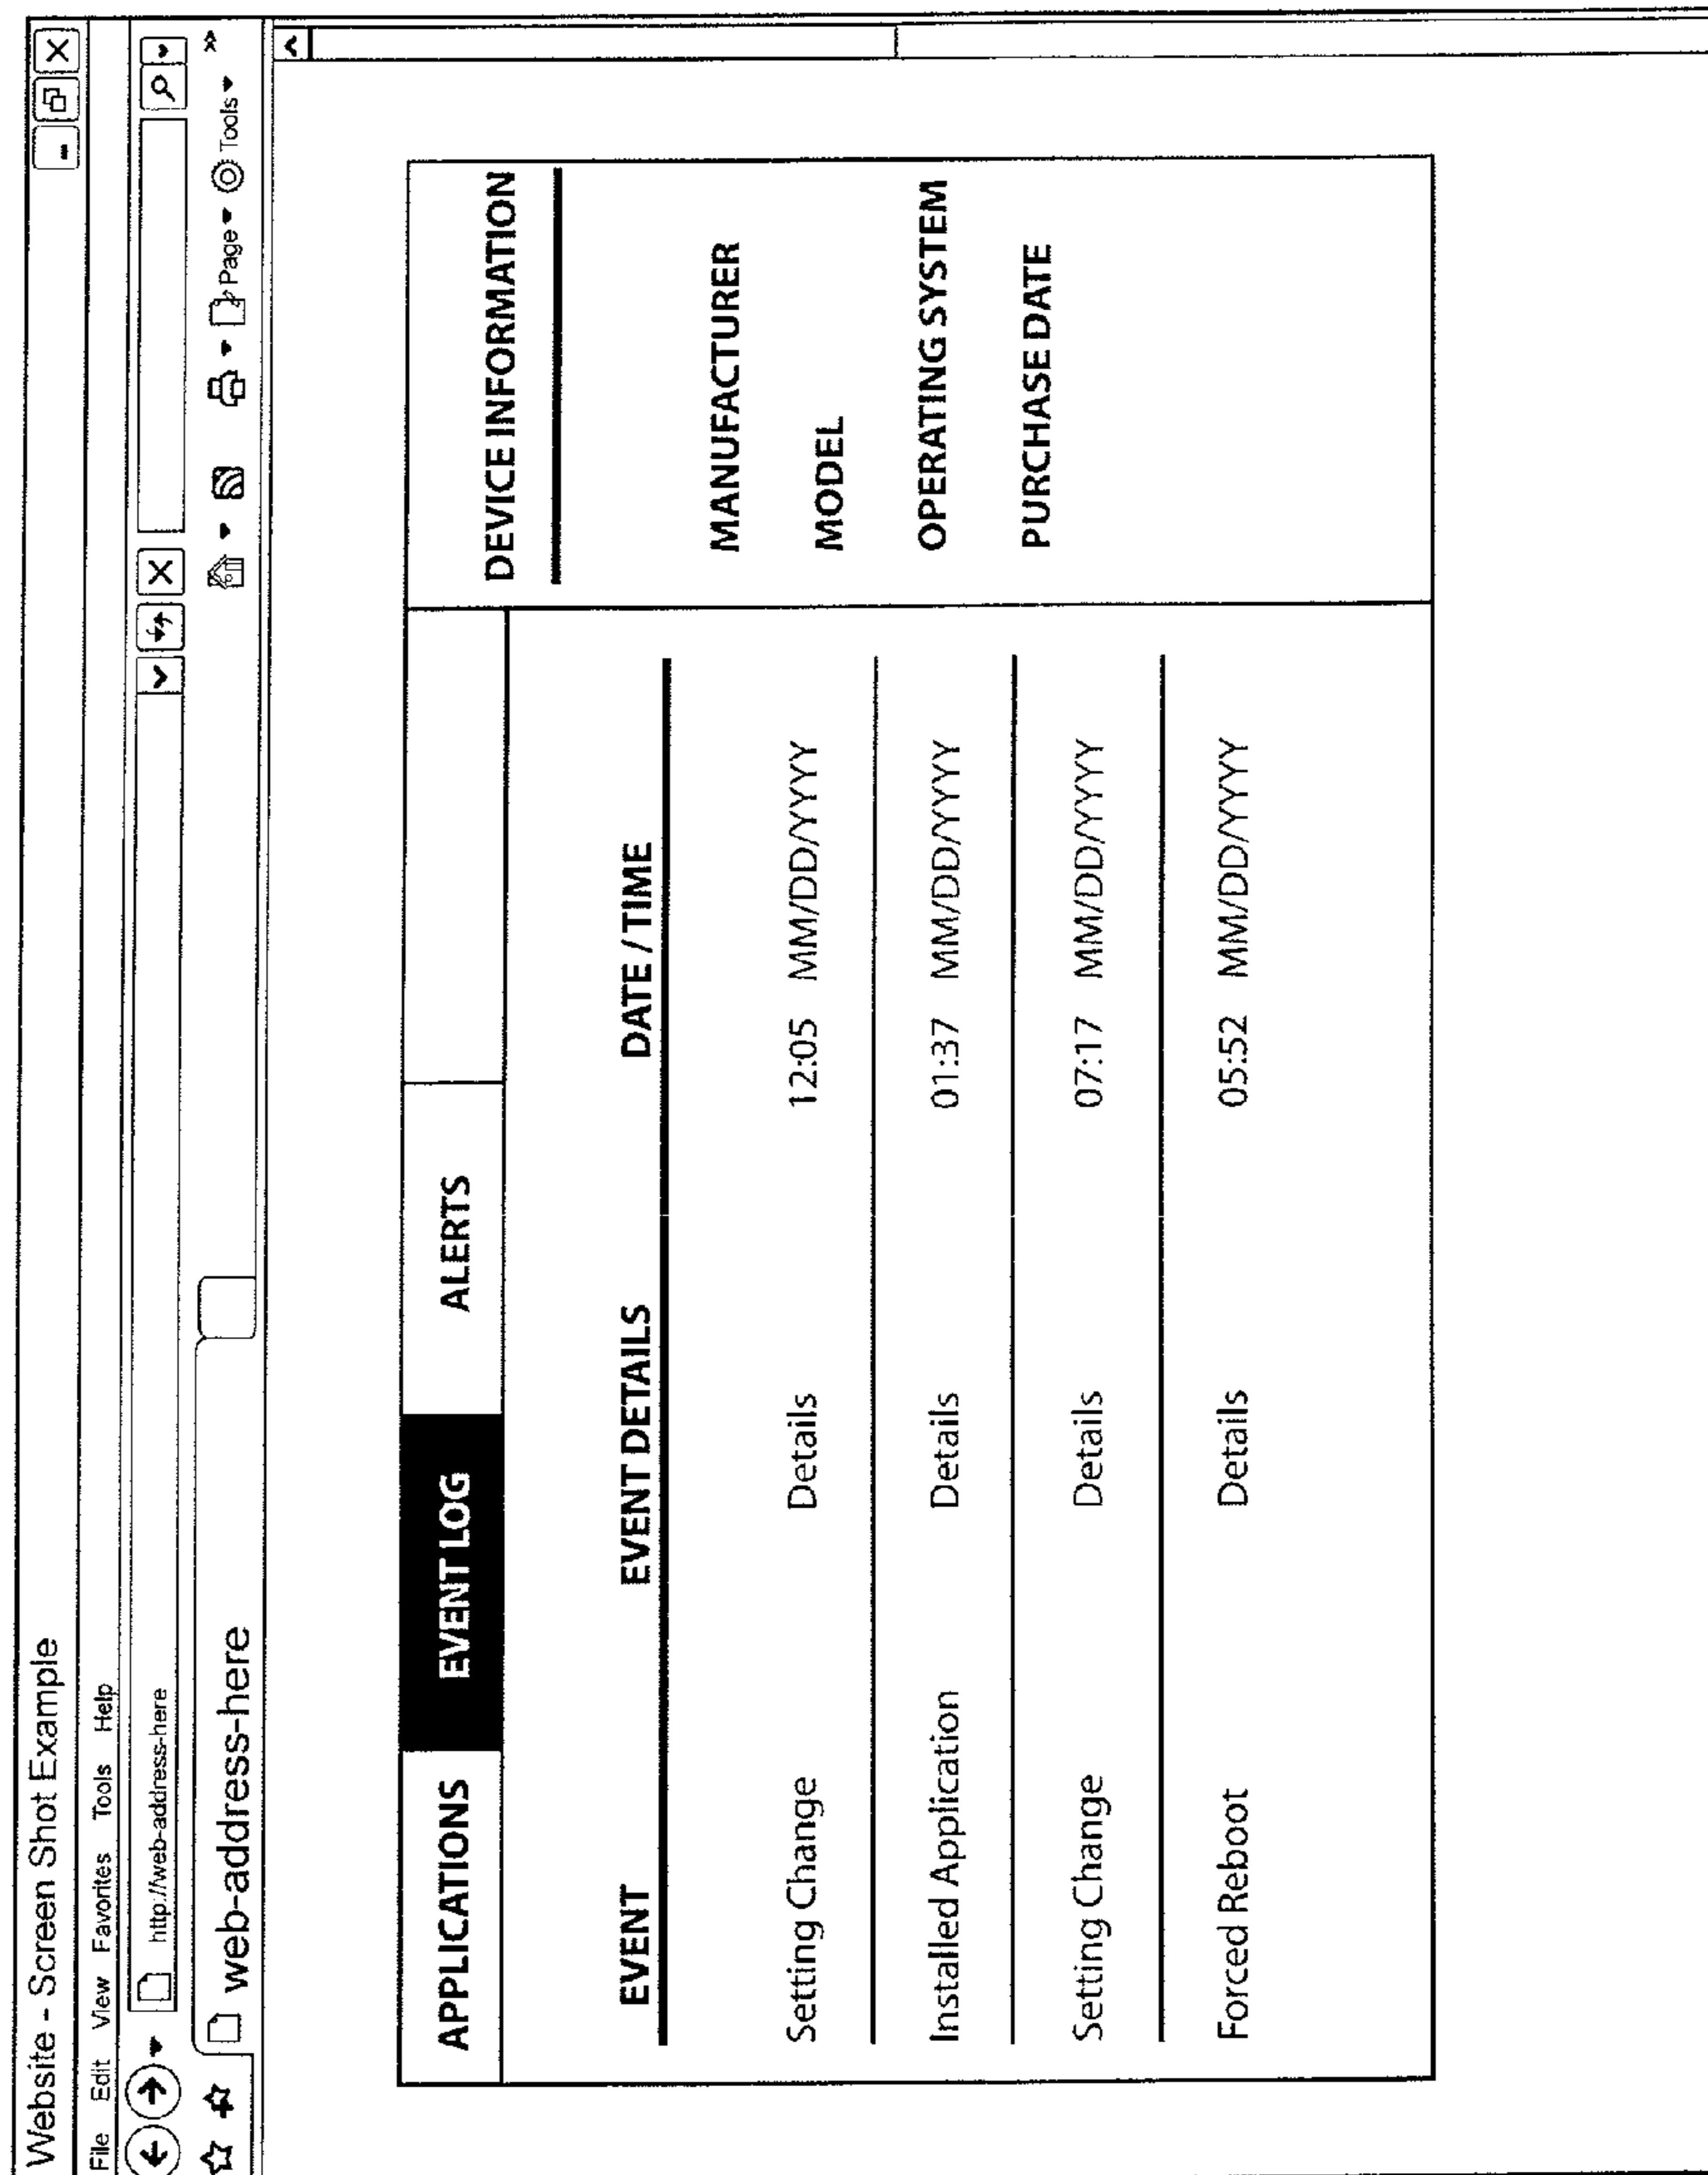 Website - Screen Shot Example
File Edit View Favorites Tools Help
http://web-address-here
web-address-here
Page Tools
APPLICATIONS EVENT LOG ALERTS
DEVICE INFORMATION
EVENT EVENT DETAILS DATE / TIME
MANUFACTURER
Setting Change Details 12:05 MM/DD/YYYY
MODEL
Installed Application Details 01:37 MM/DD/YYYY
OPERATING SYSTEM
Setting Change Details 07:17 MM/DD/YYYY
PURCHASE DATE
Forced Reboot Details 05:52 MM/DD/YYYY